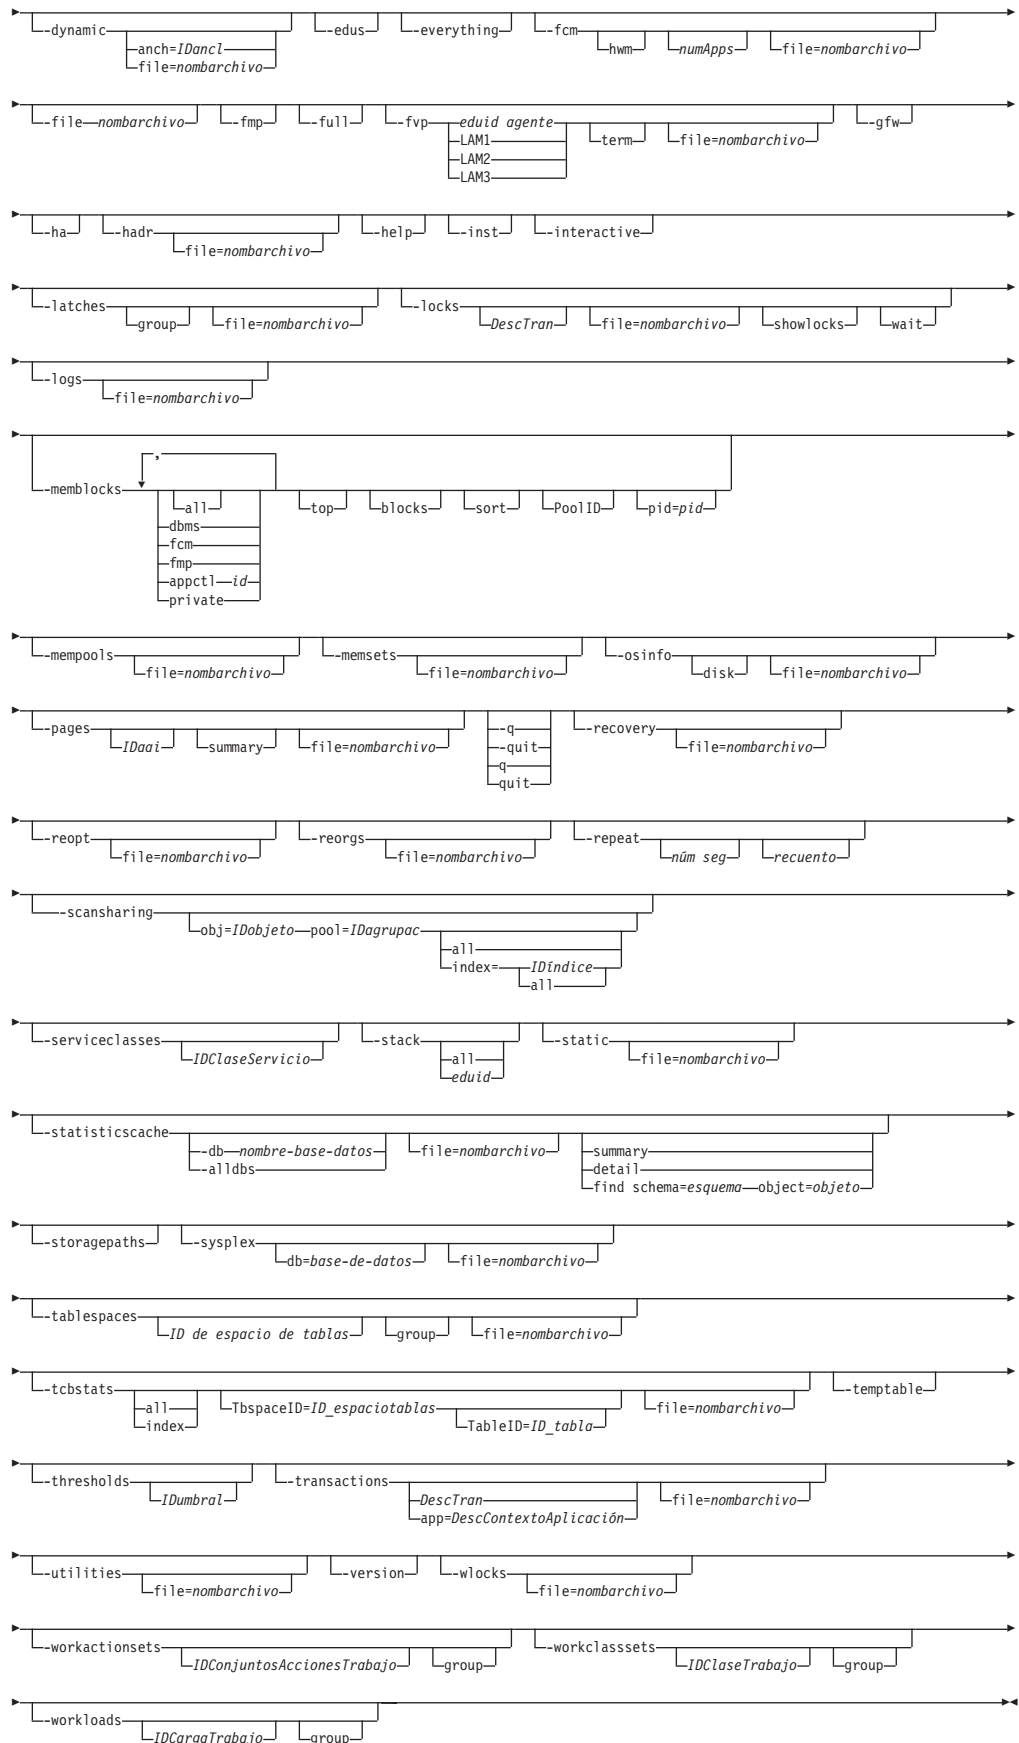 -dynamic -edus -everything -fcm
anch=IDancl hwm numApps file=nombarchivo
file=nombarchivo
-file nombarchivo -fmp -full -fvp eduid agente -gfw
LAM1 term file=nombarchivo
LAM2
LAM3
-ha -hadr -help -inst -interactive
file=nombarchivo
-latches -locks
group file=nombarchivo DescTran file=nombarchivo showlocks wait
-logs
file=nombarchivo
,
-memblocks
all top blocks sort PoolID pid=pid
dbms
fcm
fmp
appctl id
private
-mempools -memsets -osinfo
file=nombarchivo file=nombarchivo disk file=nombarchivo
-pages -q -recovery
IDaai summary file=nombarchivo -quit file=nombarchivo
q
quit
-reopt -reorgs -repeat
file=nombarchivo file=nombarchivo núm seg recuento
-scansharing
obj=IDobjeto pool=IDagrupac
all
index= IDíndice
all
-serviceclasses -stack -static
IDClaseServicio all file=nombarchivo
eduid
-statisticscache
-db nombre-base-datos file=nombarchivo summary
-alldbs detail
find schema=esquema object=objeto
-storagepaths -sysplex
db=base-de-datos file=nombarchivo
-tablespaces
ID de espacio de tablas group file=nombarchivo
-tcbstats -temptable
all TbspaceID=ID_espaciotablas file=nombarchivo
index TableID=ID_tabla
-thresholds -transactions
IDumbral DescTran file=nombarchivo
app=DescContextoAplicación
-utilities -version -wlocks
file=nombarchivo file=nombarchivo
-workactionsets -workclasssets
IDConjuntosAccionesTrabajo group IDClaseTrabajo group
-workloads
IDCargaTrabajo group